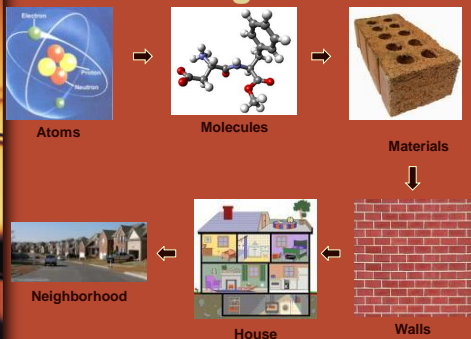 Electron
Proton
Neutron
Atoms
Molecules
Materials
Walls
House
Neighborhood